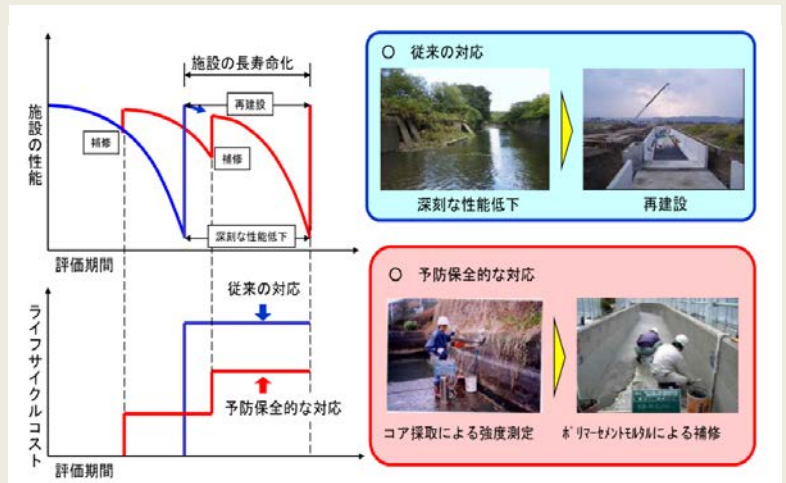 施設の長寿命化
再建設
施設の性能
補修
補修
深刻な性能低下
評価期間
従来の対応
ライフサイクルコスト
予防保全的な対応
評価期間
○ 従来の対応
深刻な性能低下
再建設
○ 予防保全的な対応
コア採取による強度測定
ﾎﾟﾘﾏｰｾﾒﾝﾄﾓﾙﾀﾙによる補修